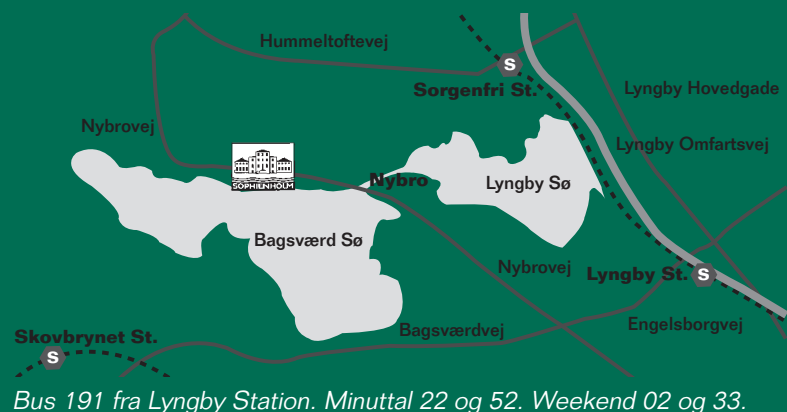 Hummeltoftevej
S
Sorgenfri St.
Lyngby Hovedgade
Nybrovej
Lyngby Omfartsvej
SOPHIENHOLM
Nybro
Lyngby Sø
Bagsværd Sø
Nybrovej
Lyngby St.
S
Bagsværdvej
Engelsborgvej
Skovbrynet St.
S
Bus 191 fra Lyngby Station. Minuttal 22 og 52. Weekend 02 og 33.